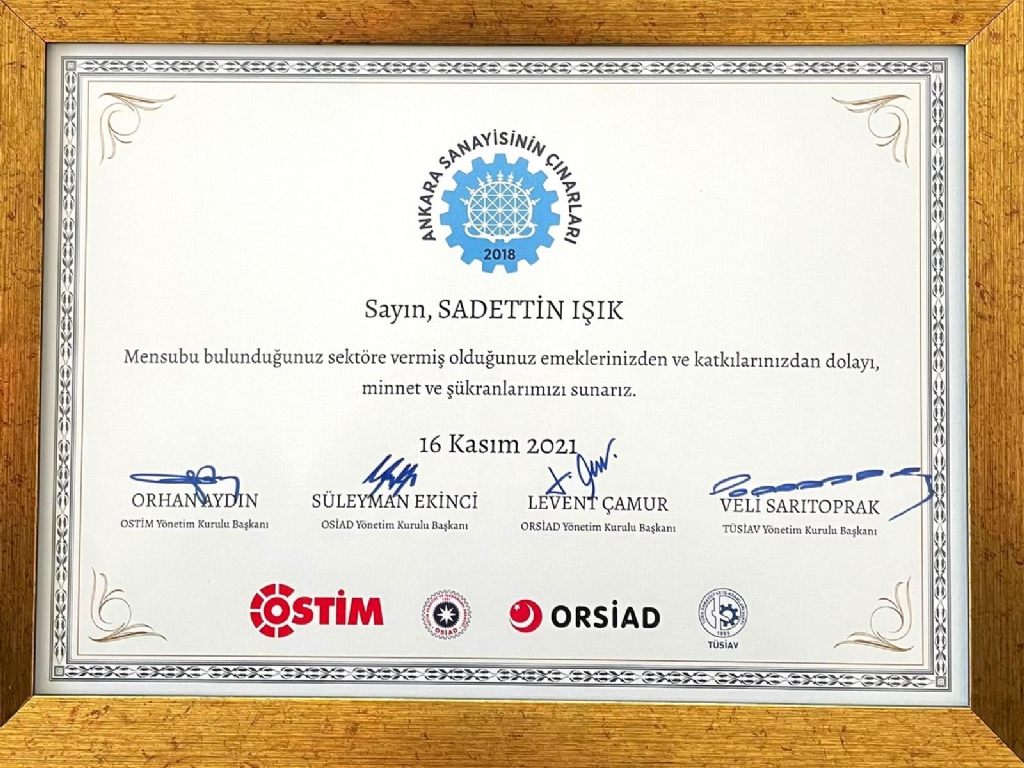 ANKARA SANAYİSİNİN ÇINARLARI
2018
Sayın, SADETTİN IŞIK
Mensubu bulunduğunuz sektöre vermiş olduğunuz emeklerinizden ve katkılarınızdan dolayı,
minnet ve şükranlarımızı sunarız.
16 Kasım 2021
ORHAN AYDIN
OSTİM Yönetim Kurulu Başkanı
SÜLEYMAN EKİNCİ
OSİAD Yönetim Kurulu Başkanı
LEVENT ÇAMUR
ORSİAD Yönetim Kurulu Başkanı
VELİ SARITOPRAK
TÜSİAV Yönetim Kurulu Başkanı
OSTİM
OSİAD
ORSİAD
TÜSİAV